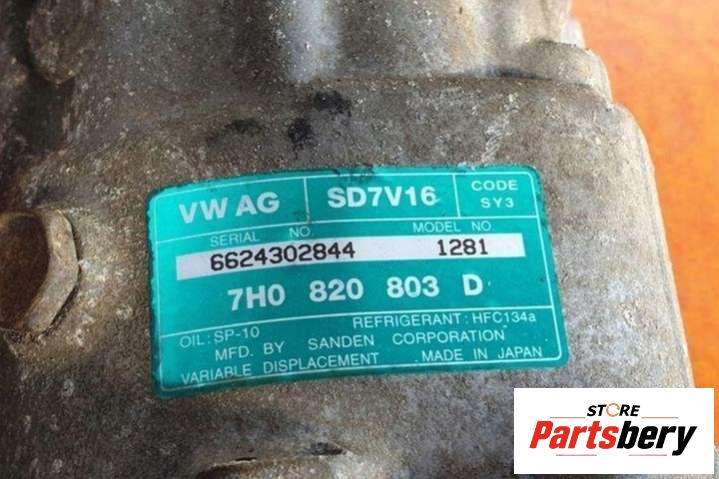 VW AG SD7V16 CODE SY3
SERIAL NO. MODEL NO.
6624302844 1281
7H0 820 803 D
OIL: SP-10 REFRIGERANT: HFC134a
MFD. BY SANDEN CORPORATION
VARIABLE DISPLACEMENT MADE IN JAPAN
STORE
Partsbery